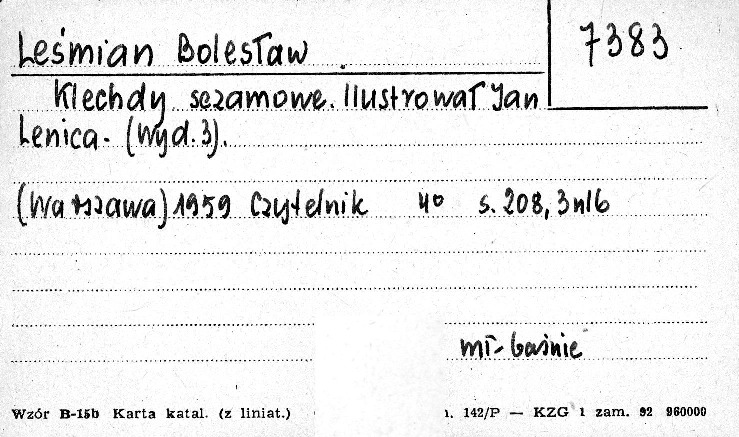 Leśmian Bolesław
7383
Klechdy sezamowe. Ilustrował Jan
Lenica. (Wyd. 3).
(Warszawa) 1959 Czytelnik 4° s. 208, 3 nlb
mł-baśnie
Wzór B-15b Karta katal. (z liniat.)
ı. 142/P — KZG 1 zam. 92 960000